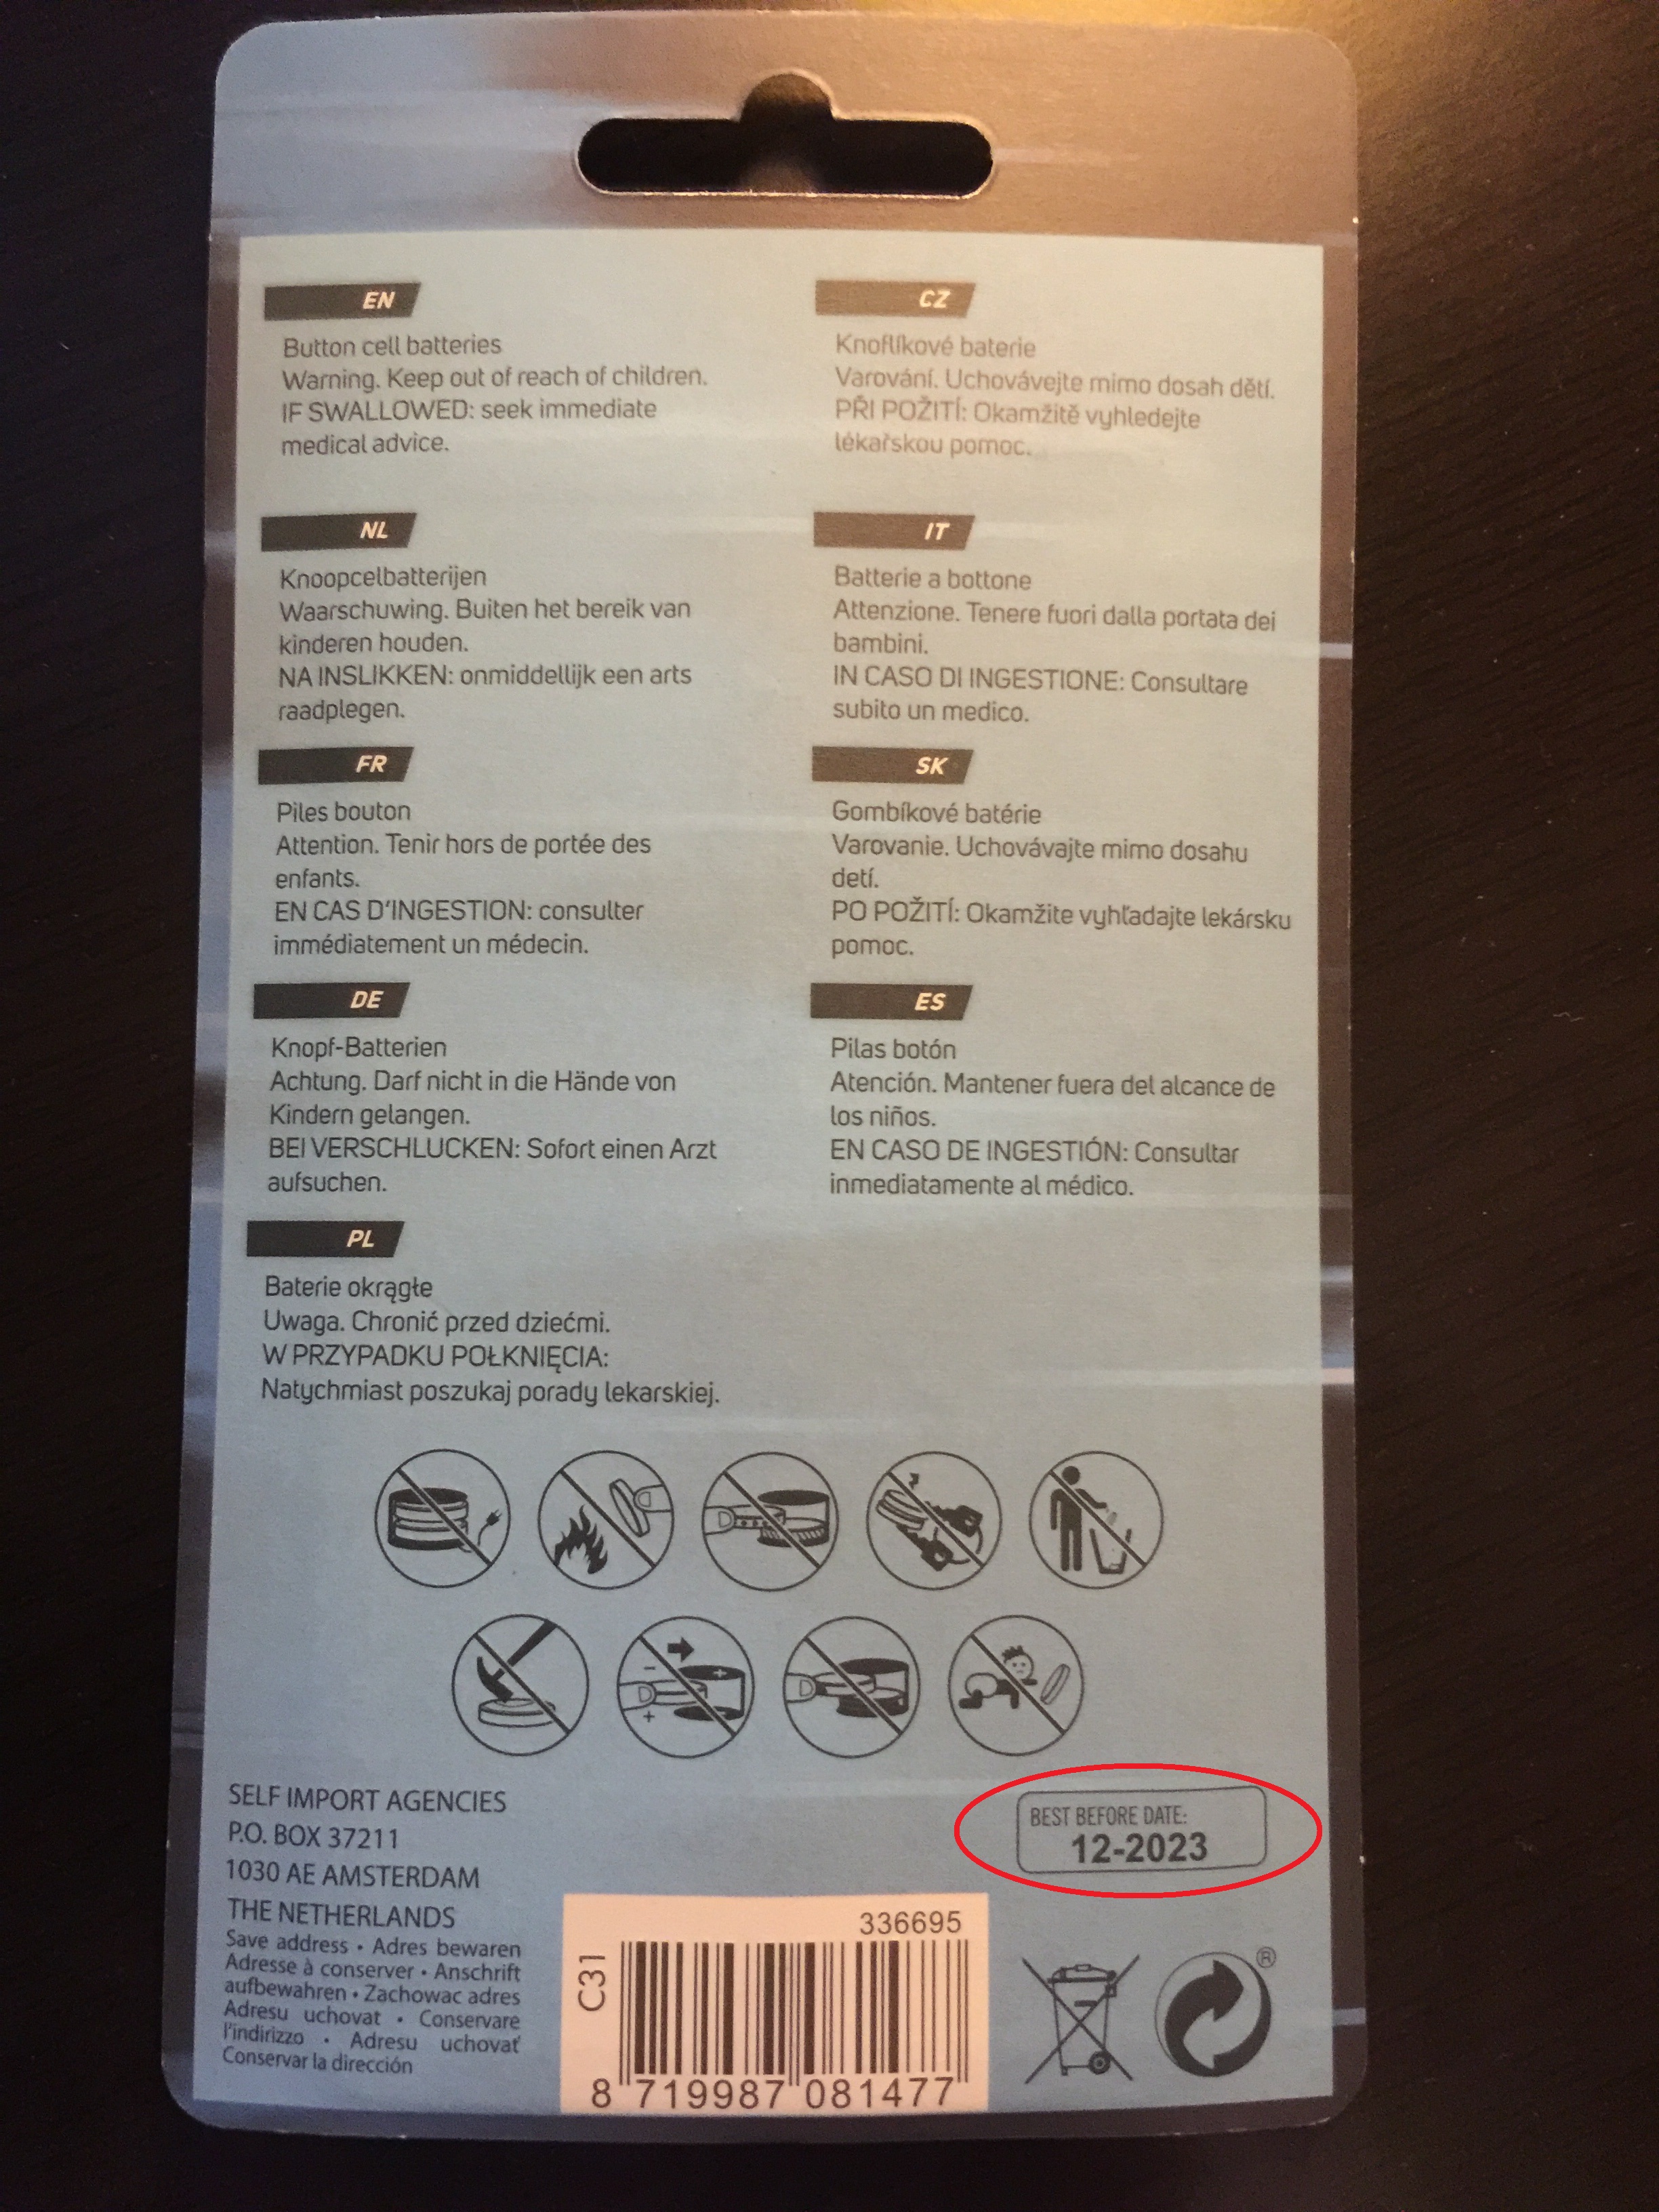 EN
Button cell batteries
Warning. Keep out of reach of children.
IF SWALLOWED: seek immediate
medical advice.
NL
Knoopcelbatterijen
Waarschuwing. Buiten het bereik van
kinderen houden.
NA INSLIKKEN: onmiddellijk een arts
raadplegen.
FR
Piles bouton
Attention. Tenir hors de portée des
enfants.
EN CAS D'INGESTION: consulter
immédiatement un médecin.
DE
Knopf-Batterien
Achtung. Darf nicht in die Hände von
Kindern gelangen.
BEI VERSCHLUCKEN: Sofort einen Arzt
aufsuchen.
PL
Baterie okrągłe
Uwaga. Chronić przed dziećmi.
W PRZYPADKU POŁKNIĘCIA:
Natychmiast poszukaj porady lekarskiej.
CZ
Knoflíkové baterie
Varování. Uchovávejte mimo dosah dětí.
PŘI POŽITÍ: Okamžitě vyhledejte
lékařskou pomoc.
IT
Batterie a bottone
Attenzione. Tenere fuori dalla portata dei
bambini.
IN CASO DI INGESTIONE: Consultare
subito un medico.
SK
Gombíkové batérie
Varovanie. Uchovávajte mimo dosahu
detí.
PO POŽITÍ: Okamžite vyhľadajte lekársku
pomoc.
ES
Pilas botón
Atención. Mantener fuera del alcance de
los niños.
EN CASO DE INGESTIÓN: Consultar
inmediatamente al médico.
SELF IMPORT AGENCIES
P.O. BOX 37211
1030 AE AMSTERDAM
THE NETHERLANDS
Save address • Adres bewaren
Adresse à conserver • Anschrift
aufbewahren • Zachowac adres
Adresu uchovat • Conservare
l'indirizzo • Adresu uchovať
Conservar la dirección
BEST BEFORE DATE:
12-2023
336695
C31
8 719987 081477
®